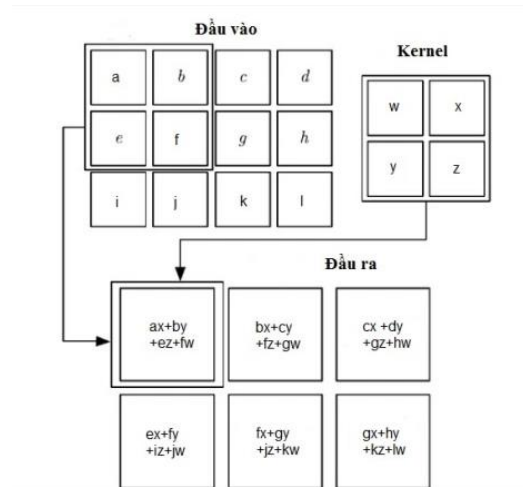 Đầu vào
Kernel
a b c d
e f g h
i j k l
w x
y z
Đầu ra
ax+by
+ez+fw
bx+cy
+fz+gw
cx +dy
+gz+hw
ex+fy
+iz+jw
fx+gy
+jz+kw
gx+hy
+kz+lw